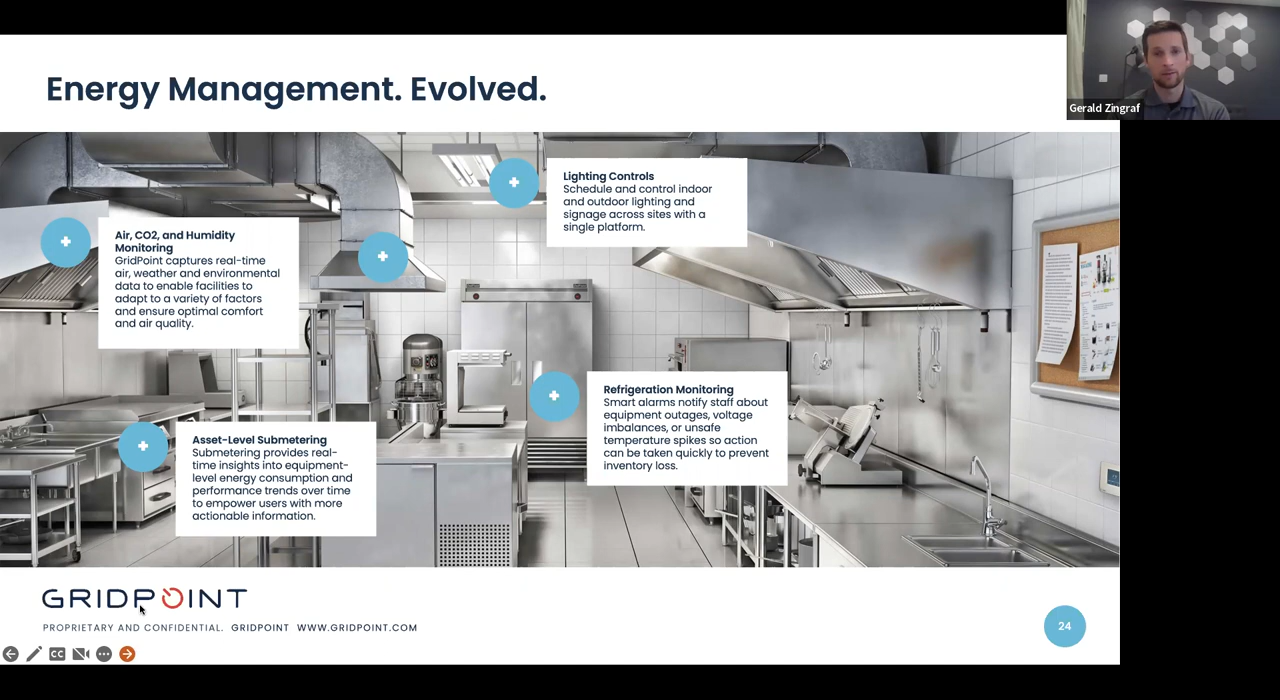 Energy Management. Evolved.
Gerald Zingraf
Lighting Controls
Schedule and control indoor
and outdoor lighting and
signage across sites with a
single platform.
Air, CO2, and Humidity
Monitoring
GridPoint captures real-time
air, weather and environmental
data to enable facilities to
adapt to a variety of factors
and ensure optimal comfort
and air quality.
Refrigeration Monitoring
Smart alarms notify staff about
equipment outages, voltage
imbalances, or unsafe
temperature spikes so action
can be taken quickly to prevent
inventory loss.
Asset-Level Submetering
Submetering provides real-
time insights into equipment-
level energy consumption and
performance trends over time
to empower users with more
actionable information.
GRIDPOINT
PROPRIETARY AND CONFIDENTIAL. GRIDPOINT WWW.GRIDPOINT.COM
24
CC